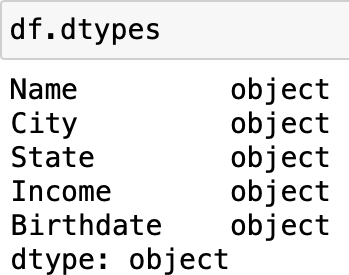 df.dtypes
Name object
City object
State object
Income object
Birthdate object
dtype: object